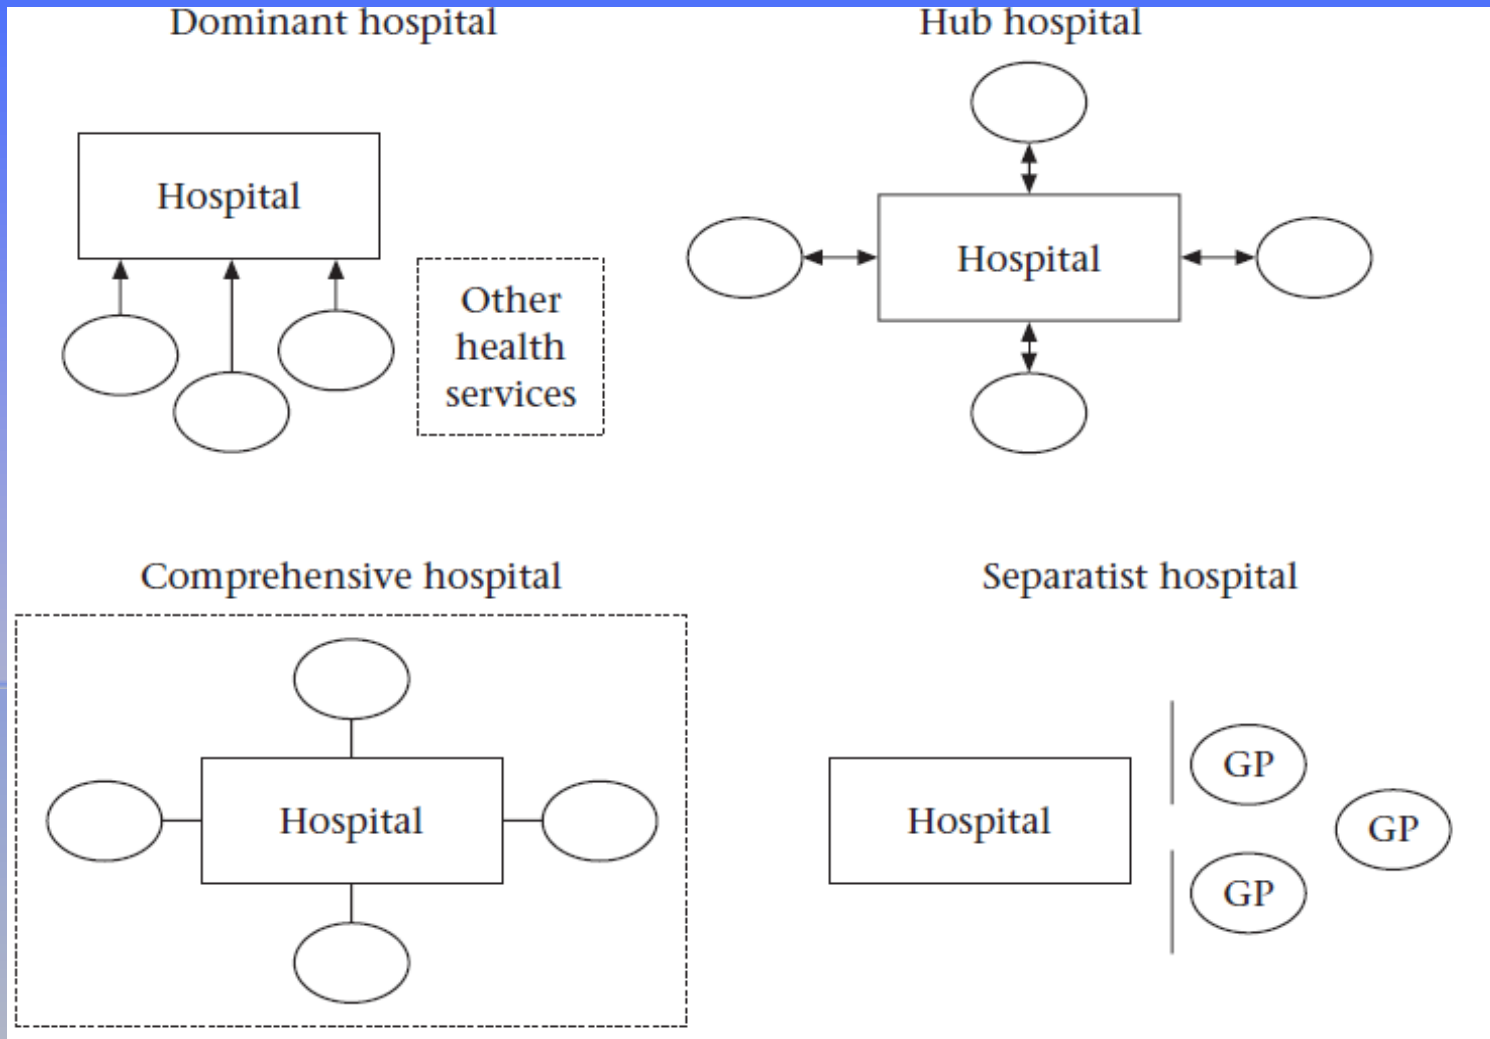 Dominant hospital
Hub hospital
Hospital
Other
health
services
Hospital
Comprehensive hospital
Separatist hospital
Hospital
Hospital
GP
GP
GP